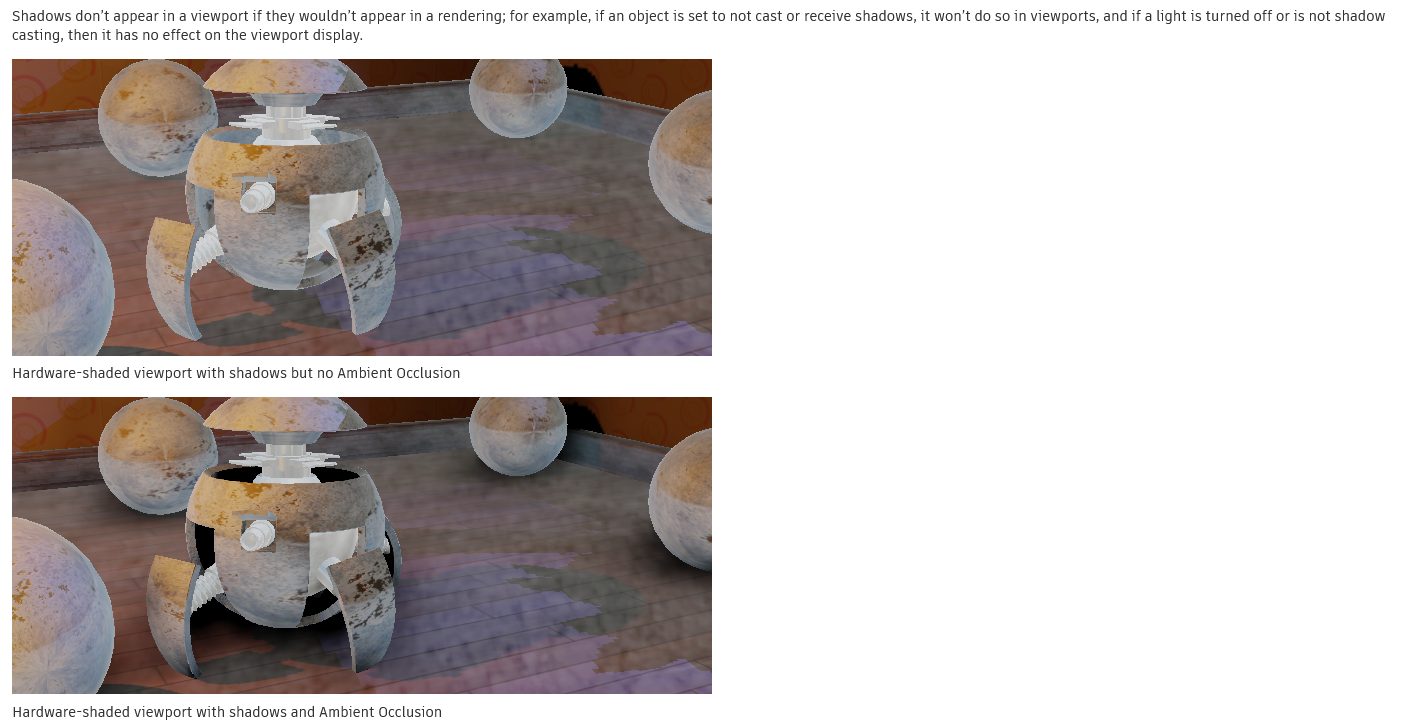 Shadows don’t appear in a viewport if they wouldn’t appear in a rendering; for example, if an object is set to not cast or receive shadows, it won’t do so in viewports, and if a light is turned off or is not shadow
casting, then it has no effect on the viewport display.
Hardware-shaded viewport with shadows but no Ambient Occlusion
Hardware-shaded viewport with shadows and Ambient Occlusion